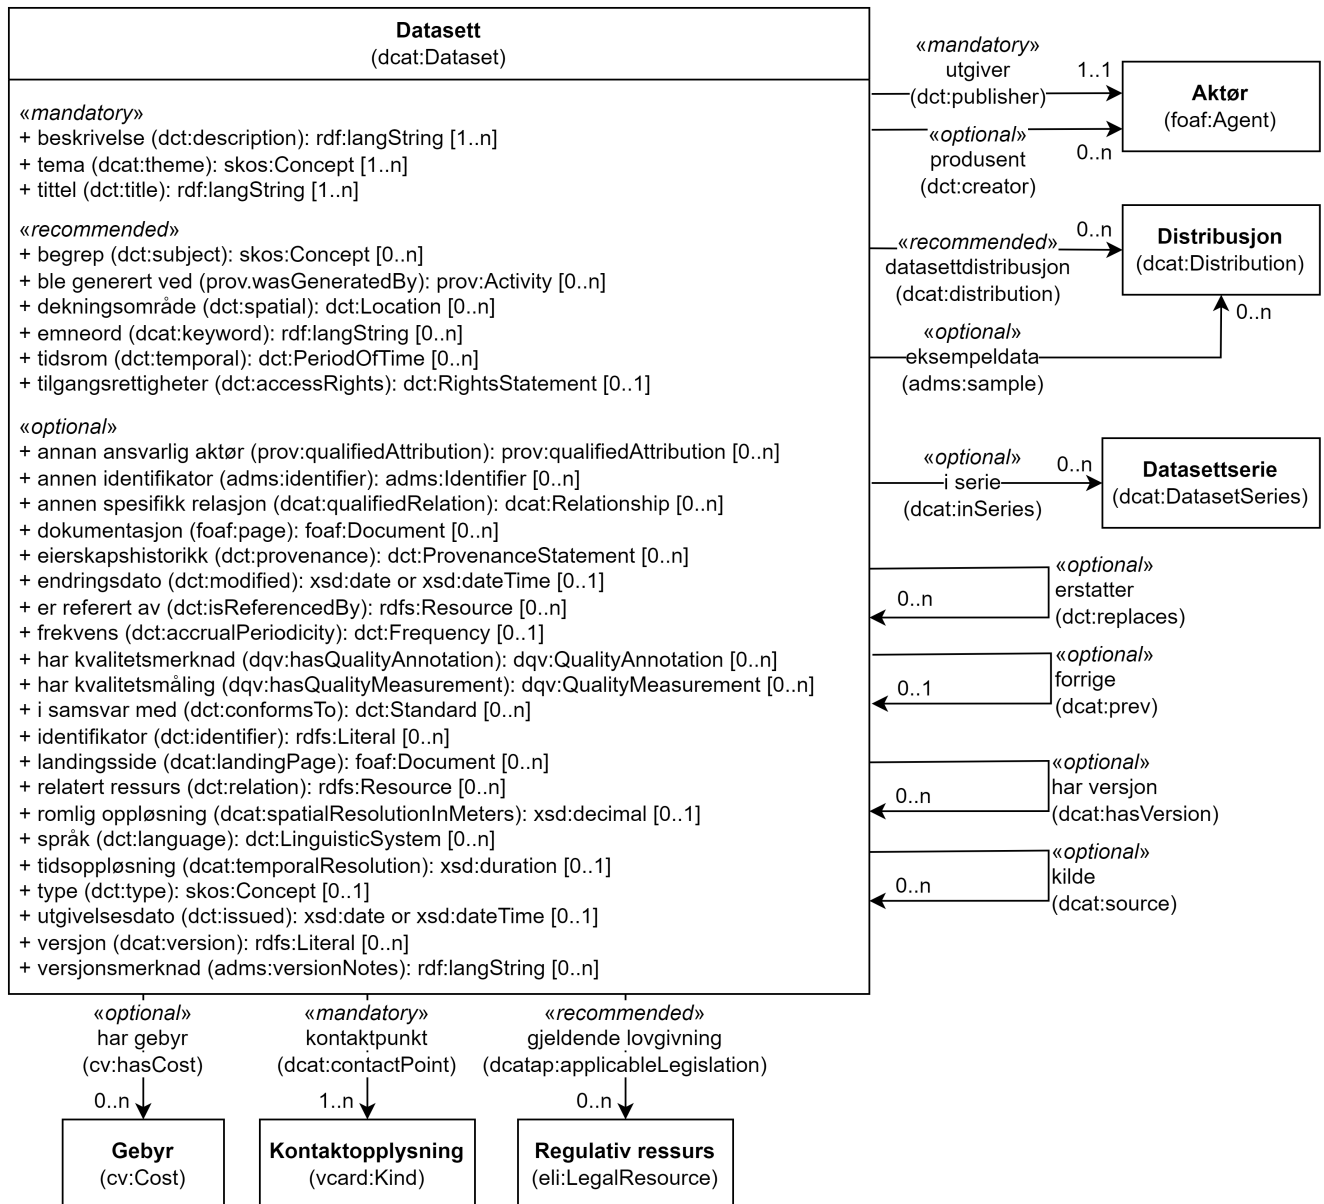 Datasett
(dcat:Dataset)
«mandatory»
+ beskrivelse (dct:description): rdf:langString [1..n]
+ tema (dcat:theme): skos:Concept [1..n]
+ tittel (dct:title): rdf:langString [1..n]
«recommended»
+ begrep (dct:subject): skos:Concept [0..n]
+ ble generert ved (prov.wasGeneratedBy): prov:Activity [0..n]
+ dekningsområde (dct:spatial): dct:Location [0..n]
+ emneord (dcat:keyword): rdf:langString [0..n]
+ tidsrom (dct:temporal): dct:PeriodOfTime [0..n]
+ tilgangsrettigheter (dct:accessRights): dct:RightsStatement [0..1]
«optional»
+ annan ansvarlig aktør (prov:qualifiedAttribution): prov:qualifiedAttribution [0..n]
+ annen identifikator (adms:identifier): adms:Identifier [0..n]
+ annen spesifikk relasjon (dcat:qualifiedRelation): dcat:Relationship [0..n]
+ dokumentasjon (foaf:page): foaf:Document [0..n]
+ eierskapshistorikk (dct:provenance): dct:ProvenanceStatement [0..n]
+ endringsdato (dct:modified): xsd:date or xsd:dateTime [0..1]
+ er referert av (dct:isReferencedBy): rdfs:Resource [0..n]
+ frekvens (dct:accrualPeriodicity): dct:Frequency [0..1]
+ har kvalitetsmerknad (dqv:hasQualityAnnotation): dqv:QualityAnnotation [0..n]
+ har kvalitetsmåling (dqv:hasQualityMeasurement): dqv:QualityMeasurement [0..n]
+ i samsvar med (dct:conformsTo): dct:Standard [0..n]
+ identifikator (dct:identifier): rdfs:Literal [0..n]
+ landingsside (dcat:landingPage): foaf:Document [0..n]
+ relatert ressurs (dct:relation): rdfs:Resource [0..n]
+ romlig oppløsning (dcat:spatialResolutionInMeters): xsd:decimal [0..1]
+ språk (dct:language): dct:LinguisticSystem [0..n]
+ tidsoppløsning (dcat:temporalResolution): xsd:duration [0..1]
+ type (dct:type): skos:Concept [0..1]
+ utgivelsesdato (dct:issued): xsd:date or xsd:dateTime [0..1]
+ versjon (dcat:version): rdfs:Literal [0..n]
+ versjonsmerknad (adms:versionNotes): rdf:langString [0..n]
«mandatory»
utgiver
(dct:publisher)
1..1
«optional»
produsent
(dct:creator)
0..n
Aktør
(foaf:Agent)
«recommended»
datasettdistribusjon
(dcat:distribution)
0..n
Distribusjon
(dcat:Distribution)
«optional»
eksempeldata
(adms:sample)
0..n
«optional»
i serie
(dcat:inSeries)
0..n
Datasettserie
(dcat:DatasetSeries)
«optional»
erstatter
(dct:replaces)
0..n
«optional»
forrige
(dcat:prev)
0..1
«optional»
har versjon
(dcat:hasVersion)
0..n
«optional»
kilde
(dcat:source)
0..n
«optional»
har gebyr
(cv:hasCost)
0..n
Gebyr
(cv:Cost)
«mandatory»
kontaktpunkt
(dcat:contactPoint)
1..n
Kontaktopplysning
(vcard:Kind)
«recommended»
gjeldende lovgivning
(dcatap:applicableLegislation)
0..n
Regulativ ressurs
(eli:LegalResource)